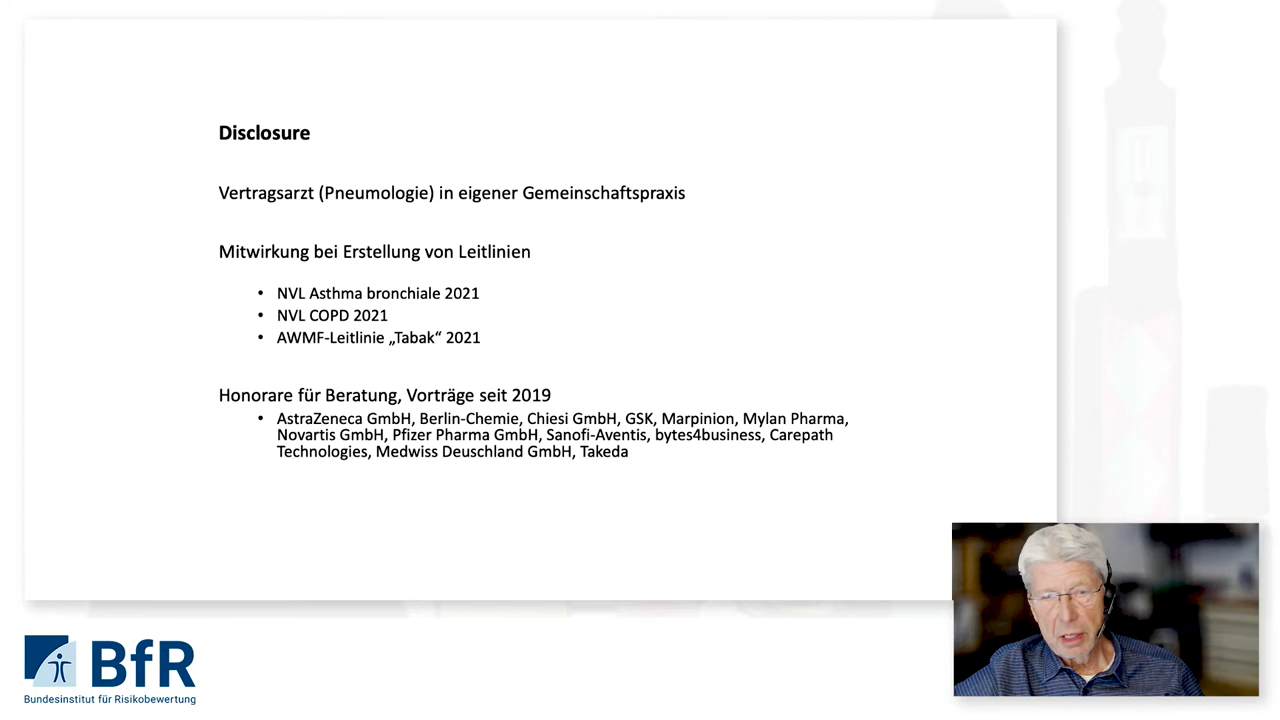 Disclosure
Vertragsarzt (Pneumologie) in eigener Gemeinschaftspraxis
Mitwirkung bei Erstellung von Leitlinien
• NVL Asthma bronchiale 2021
• NVL COPD 2021
• AWMF-Leitlinie „Tabak“ 2021
Honorare für Beratung, Vorträge seit 2019
• AstraZeneca GmbH, Berlin-Chemie, Chiesi GmbH, GSK, Marpinion, Mylan Pharma,
Novartis GmbH, Pfizer Pharma GmbH, Sanofi-Aventis, bytes4business, Carepath
Technologies, Medwiss Deuschland GmbH, Takeda
BfR
Bundesinstitut für Risikobewertung